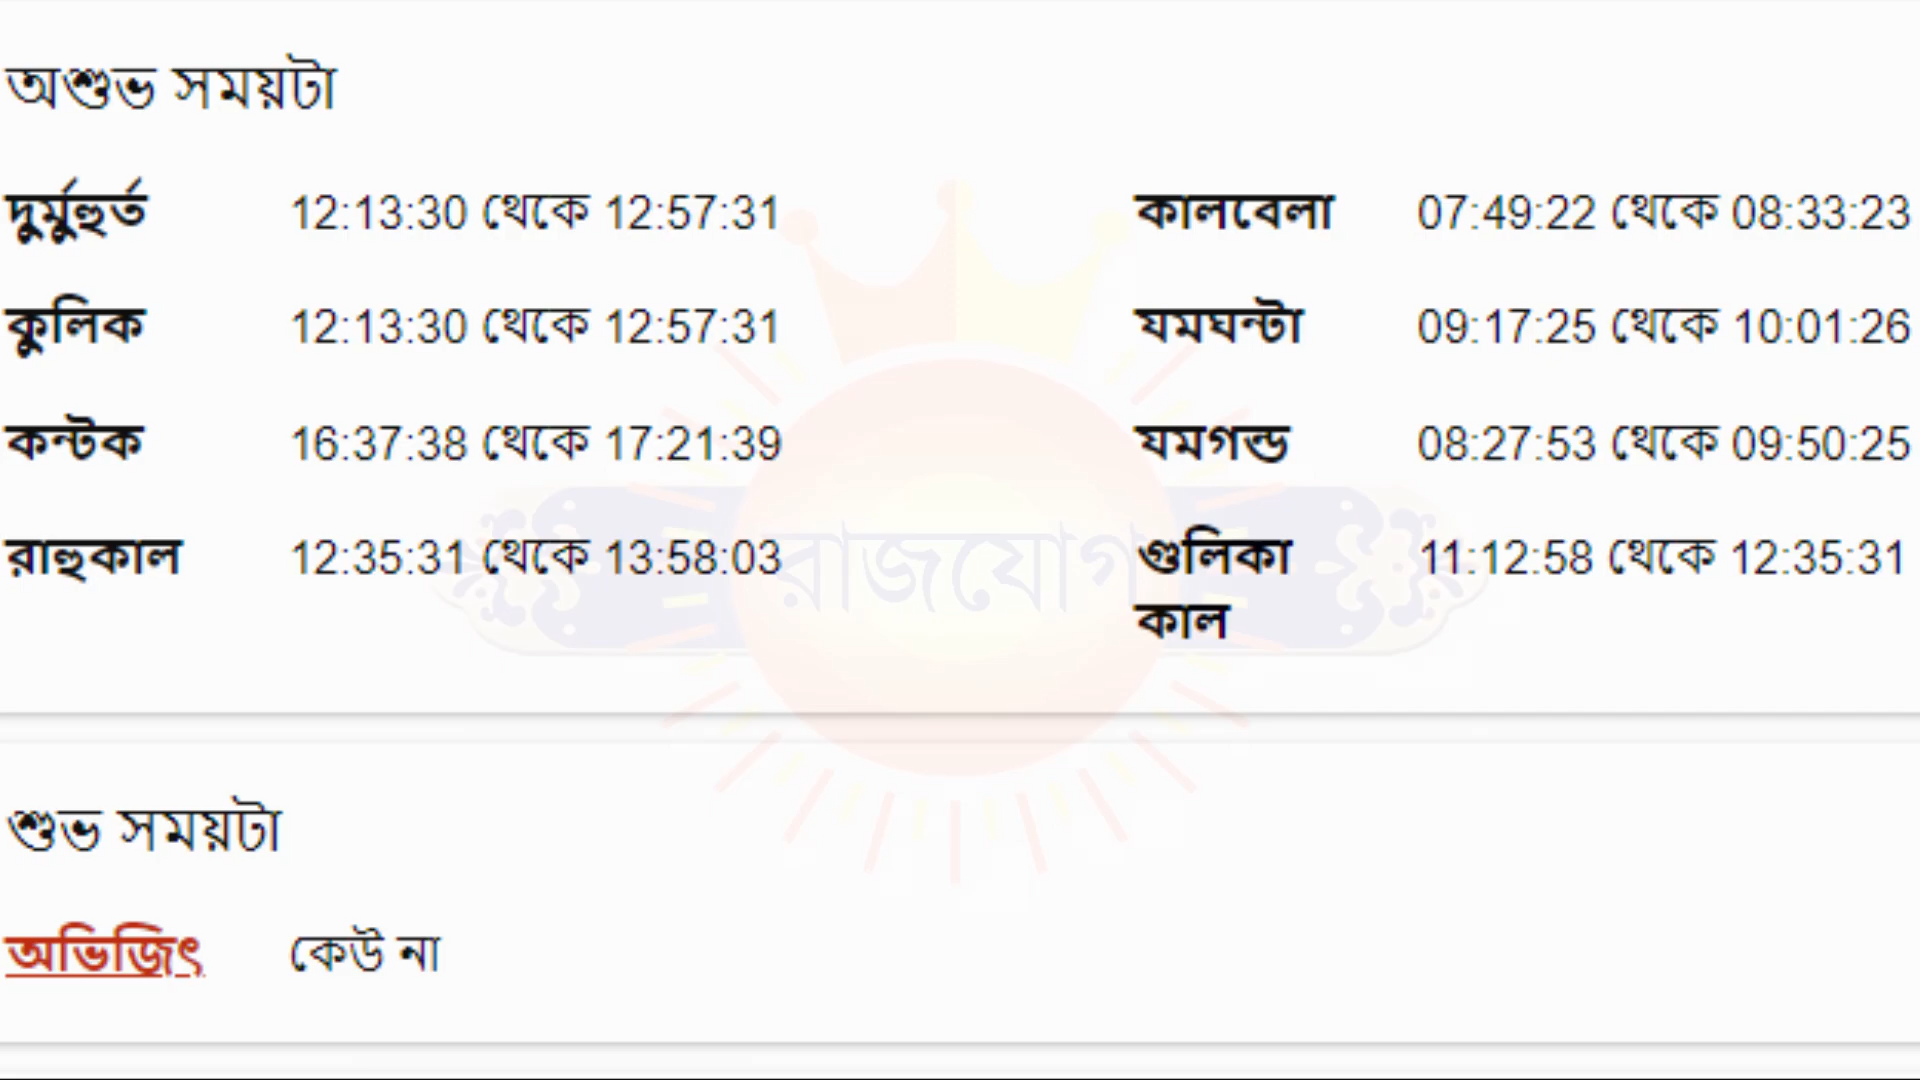 অশুভ সময়টা
দুর্মুহুর্ত 12:13:30 থেকে 12:57:31 কালবেলা 07:49:22 থেকে 08:33:23
কুলিক 12:13:30 থেকে 12:57:31 যমঘন্টা 09:17:25 থেকে 10:01:26
কন্টক 16:37:38 থেকে 17:21:39 যমগন্ড 08:27:53 থেকে 09:50:25
রাহুকাল 12:35:31 থেকে 13:58:03 গুলিকা 11:12:58 থেকে 12:35:31
রাজযোগ
কাল
শুভ সময়টা
অভিজিৎ কেউ না